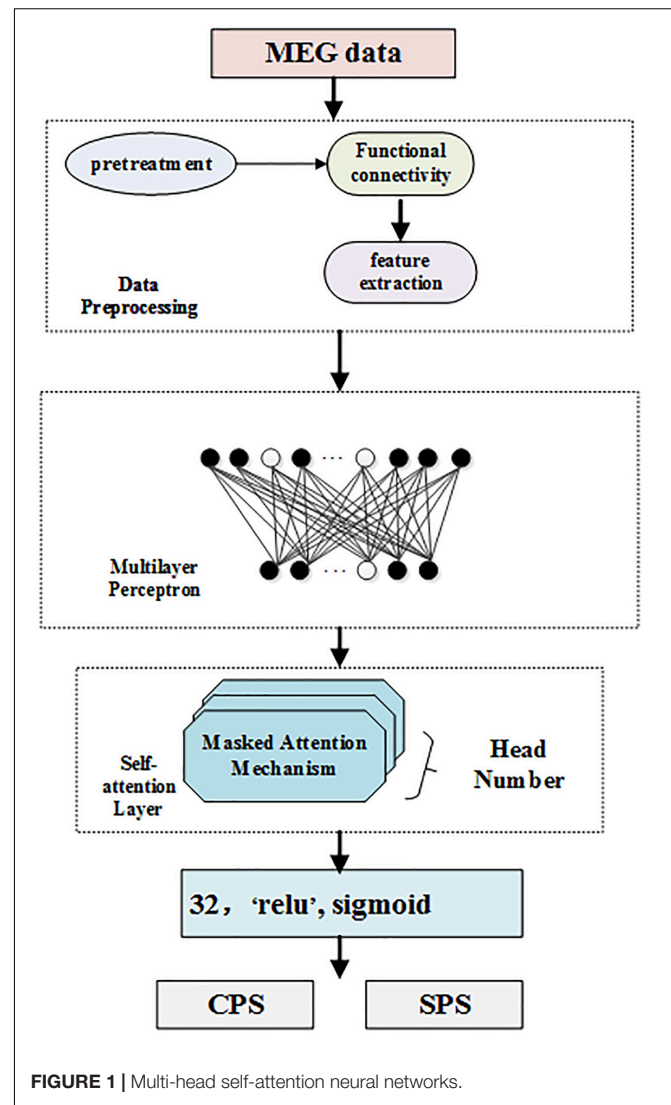 MEG data
pretreatment
Functional
connectivity
feature
extraction
Data
Preprocessing
...
...
Multilayer
Perceptron
Masked Attention
Mechanism
Self-
attention
Layer
Head
Number
32, ‘relu’, sigmoid
CPS
SPS
FIGURE 1 | Multi-head self-attention neural networks.